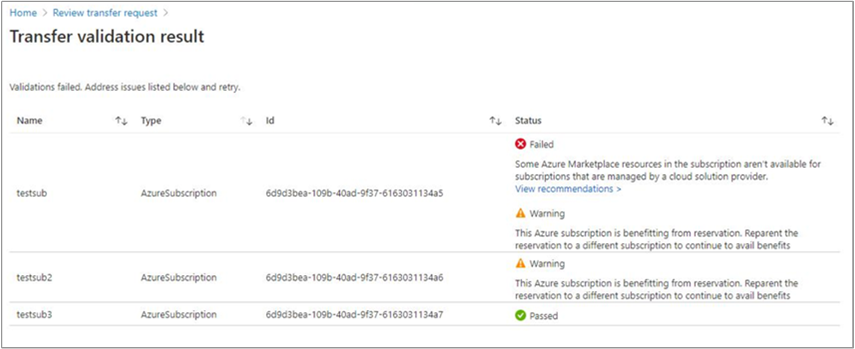 Home > Review transfer request >
Transfer validation result
Validations failed. Address issues listed below and retry.
Name Type Id Status
Failed
Some Azure Marketplace resources in the subscription aren't available for
subscriptions that are managed by a cloud solution provider.
View recommendations >
testsub AzureSubscription 6d9d3bea-109b-40ad-9f37-6163031134a5
Warning
This Azure subscription is benefitting from reservation. Reparent the
reservation to a different subscription to continue to avail benefits
Warning
testsub2 AzureSubscription 6d9d3bea-109b-40ad-9f37-6163031134a6
This Azure subscription is benefitting from reservation. Reparent the
reservation to a different subscription to continue to avail benefits
testsub3 AzureSubscription 6d9d3bea-109b-40ad-9f37-6163031134a7 Passed